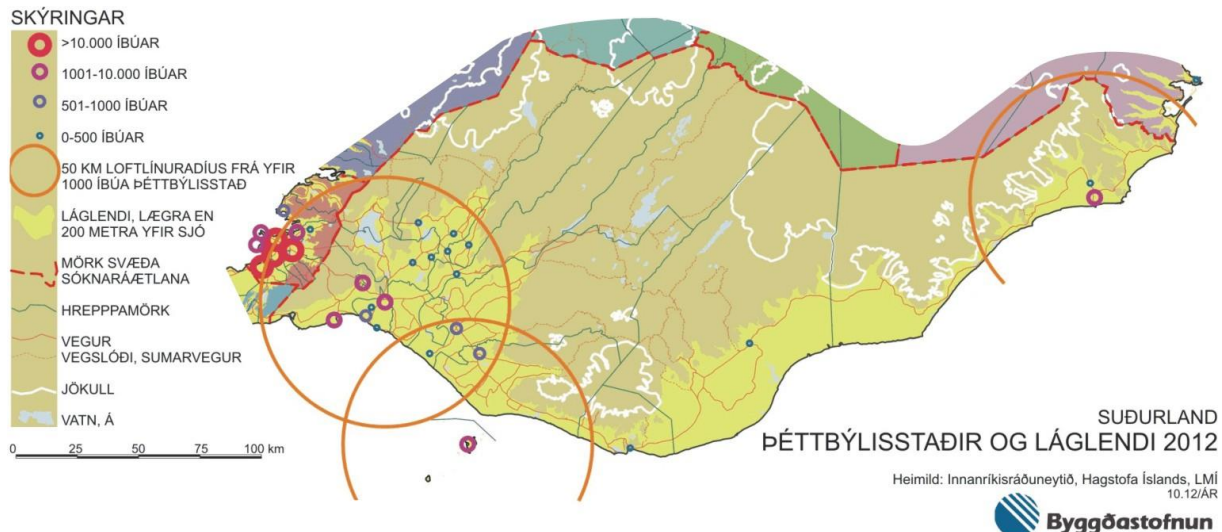 SKÝRINGAR
>10.000 ÍBÚAR
1001-10.000 ÍBÚAR
501-1000 ÍBÚAR
0-500 ÍBÚAR
50 KM LOFTLÍNURADÍUS FRÁ YFIR
1000 ÍBÚA ÞÉTTBÝLISSTAÐ
LÁGLENDI, LÆGRA EN
200 METRA YFIR SJÓ
MÖRK SVÆÐA
SÓKNARÁÆTLANA
HREPPPAMÖRK
VEGUR
VEGSLÓÐI, SUMARVEGUR
JÖKULL
VATN, Á
0 25 50 75 100 km
SUÐURLAND
ÞÉTTBÝLISSTAÐIR OG LÁGLENDI 2012
Heimild: Innanríkisráðuneytið, Hagstofa Íslands, LMÍ
10.12/ÁR
Byggðastofnun